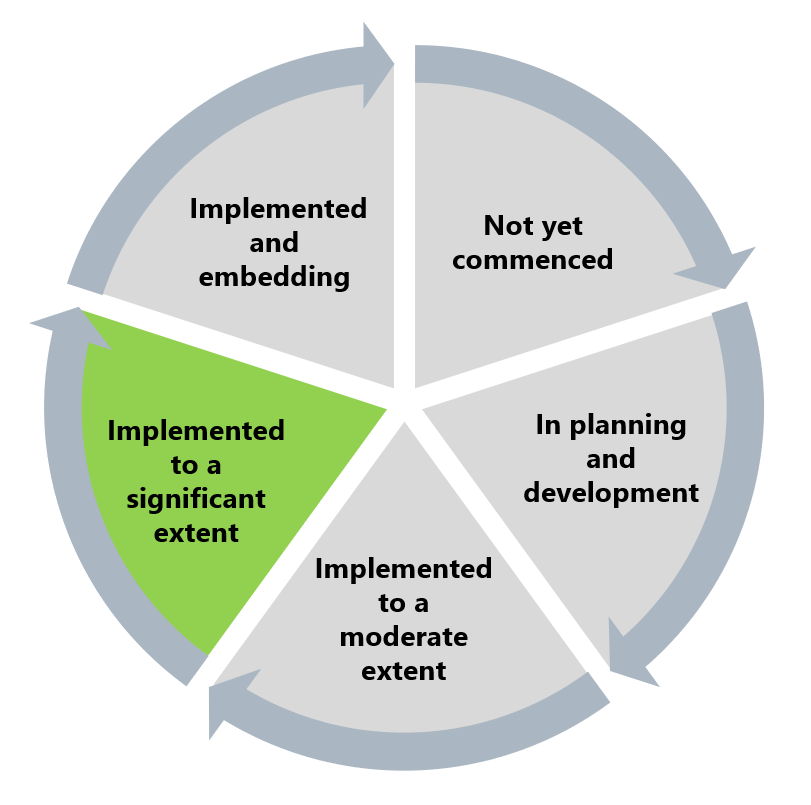 Not yet
commenced
In planning
and
development
Implemented
to a
moderate
extent
Implemented
to a
significant
extent
Implemented
and
embedding